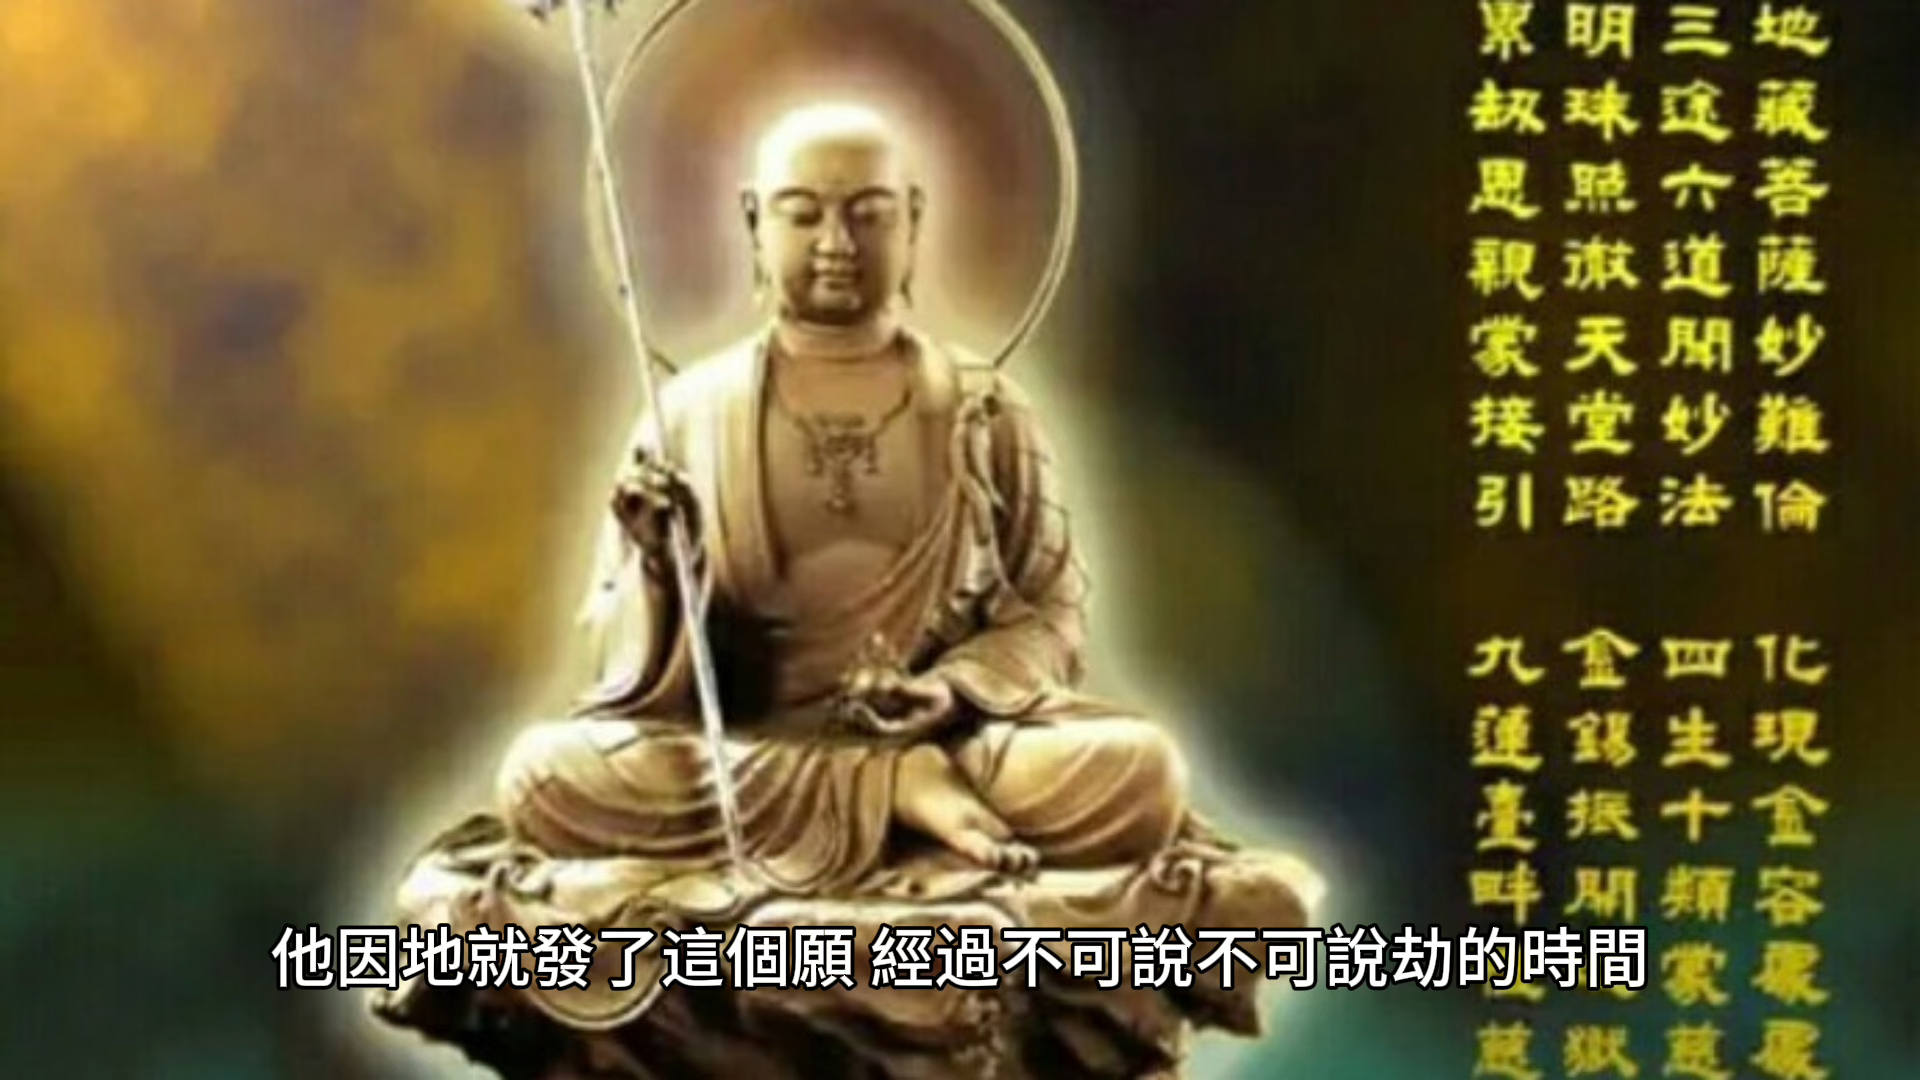 地藏菩薩妙難倫 化現金容處處
三途六道聞妙法 四生十類蒙慈
明珠照徹天堂路 金錫振開 獄
累劫恩親蒙接引 九蓮臺畔 慈
他因地就發了這個願 經過不可說不可說劫的時間